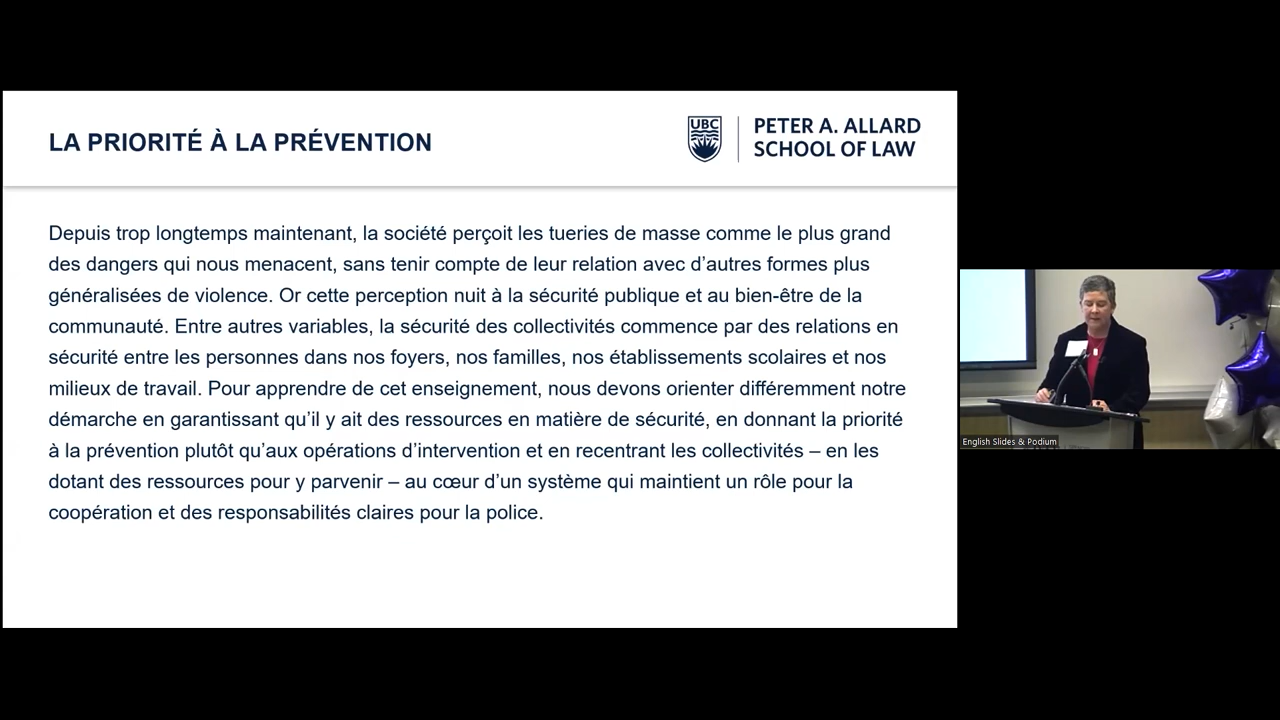 LA PRIORITÉ À LA PRÉVENTION
UBC
PETER A. ALLARD
SCHOOL OF LAW
Depuis trop longtemps maintenant, la société perçoit les tueries de masse comme le plus grand
des dangers qui nous menacent, sans tenir compte de leur relation avec d’autres formes plus
généralisées de violence. Or cette perception nuit à la sécurité publique et au bien-être de la
communauté. Entre autres variables, la sécurité des collectivités commence par des relations en
sécurité entre les personnes dans nos foyers, nos familles, nos établissements scolaires et nos
milieux de travail. Pour apprendre de cet enseignement, nous devons orienter différemment notre
démarche en garantissant qu’il y ait des ressources en matière de sécurité, en donnant la priorité
à la prévention plutôt qu’aux opérations d’intervention et en recentrant les collectivités – en les
dotant des ressources pour y parvenir – au cœur d’un système qui maintient un rôle pour la
coopération et des responsabilités claires pour la police.
English Slides & Podium